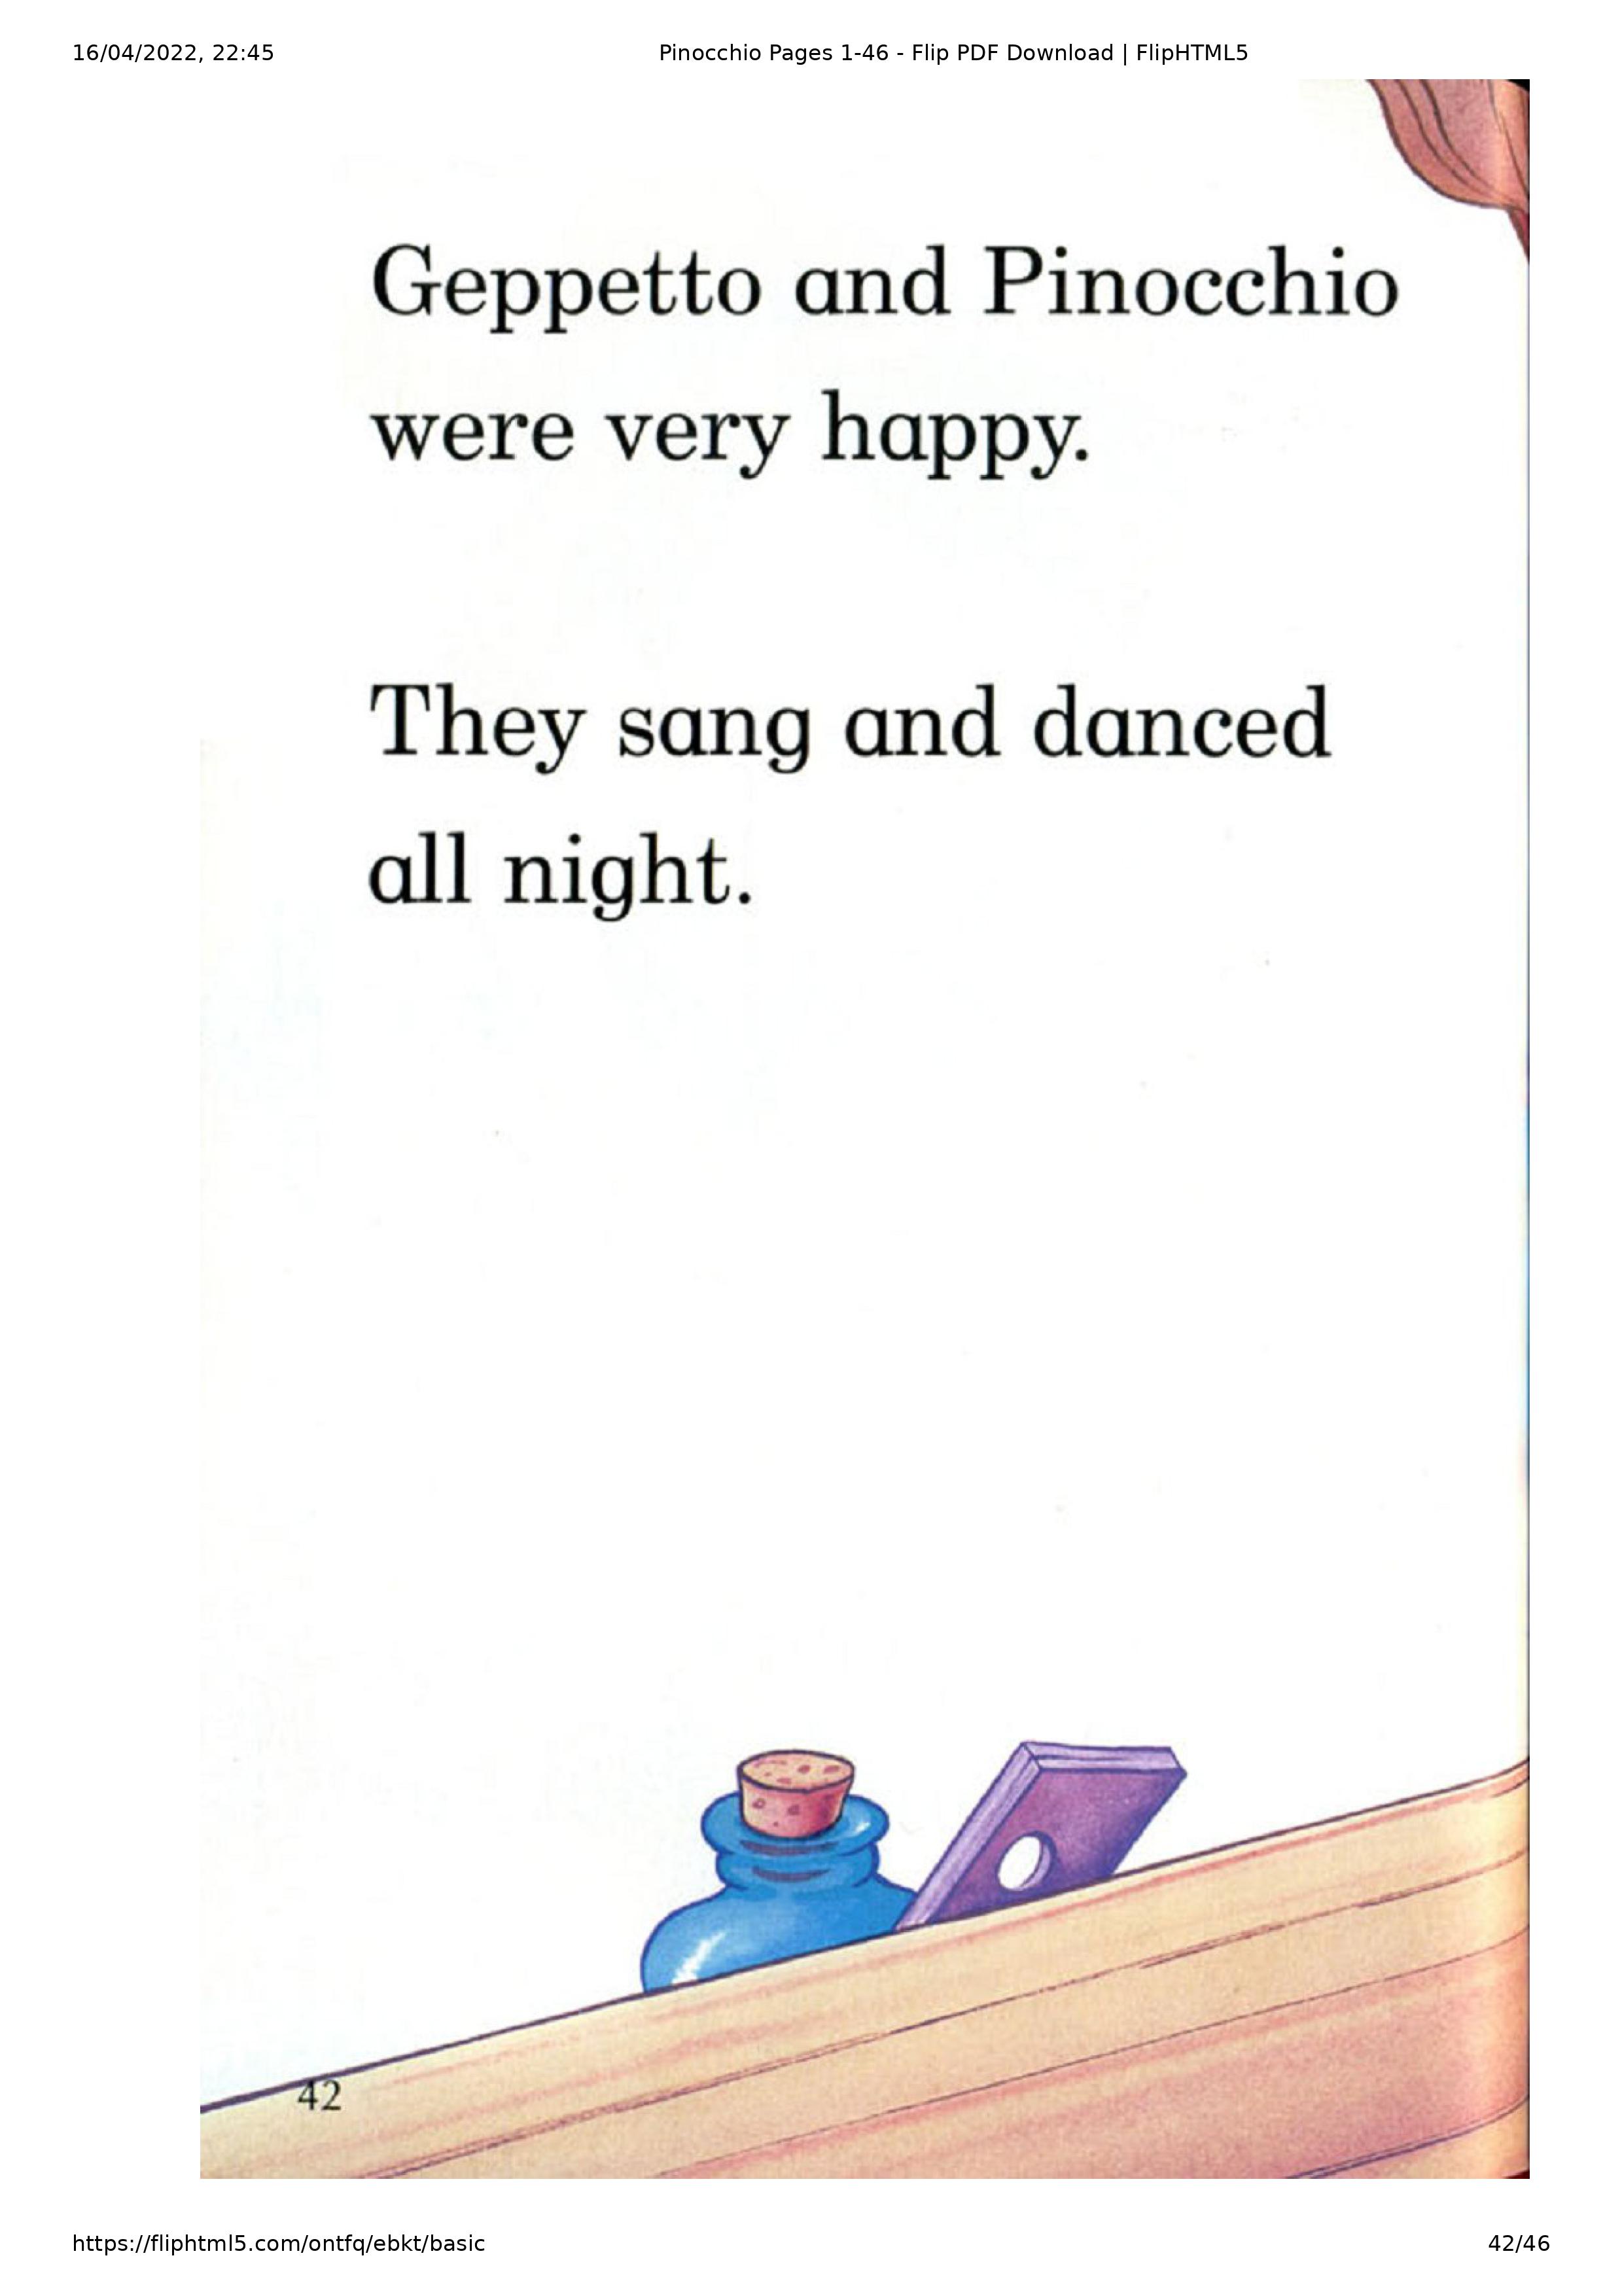 16/04/2022, 22:45
Pinocchio Pages 1-46 - Flip PDF Download | FlipHTML5
Geppetto and Pinocchio
were very happy.
They sang and danced
all night.
42
https://fliphtml5.com/ontfq/ebkt/basic
42/46